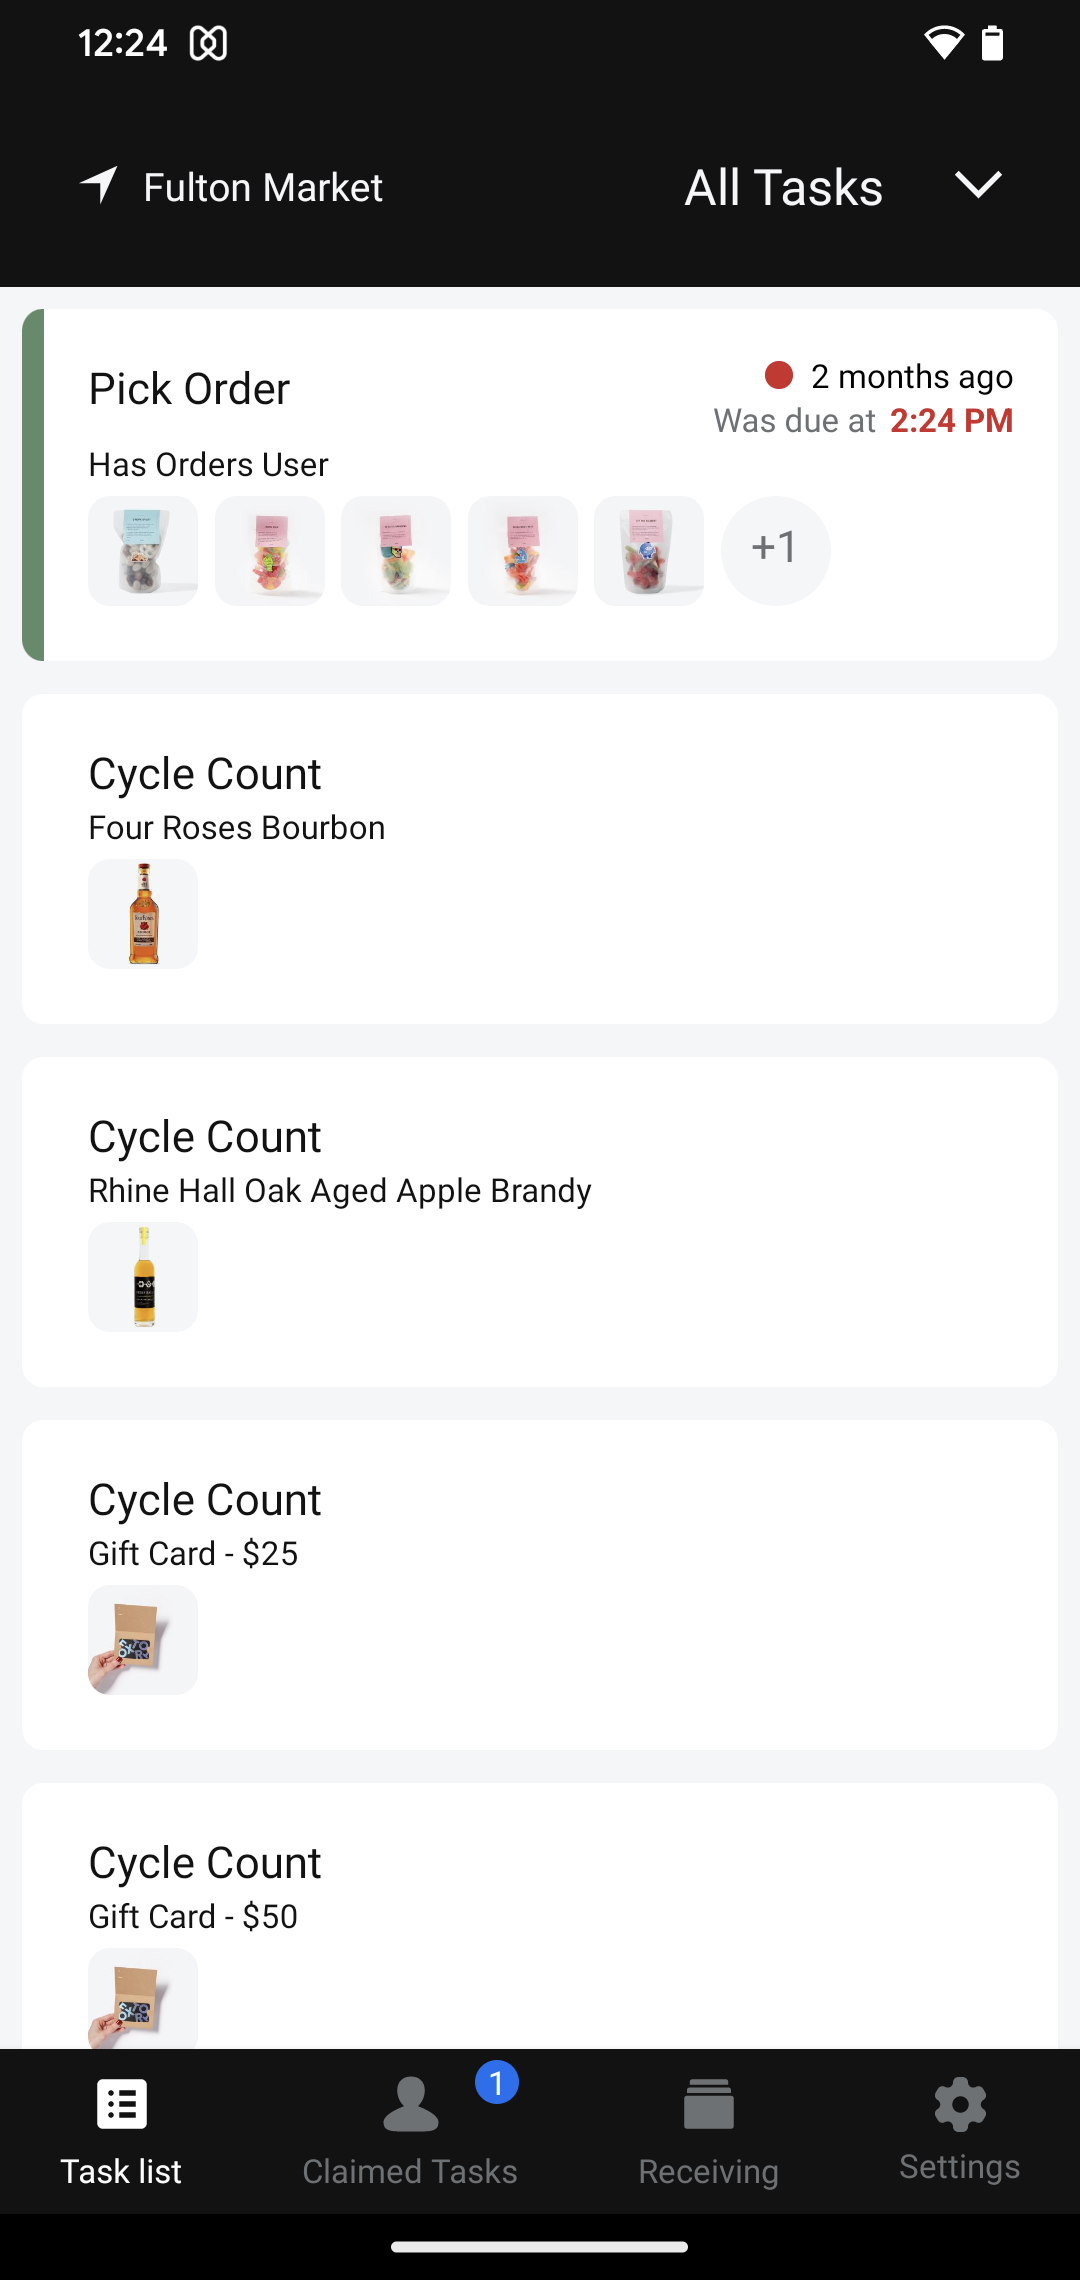 12:24
Fulton Market
All Tasks
Pick Order
2 months ago
Was due at 2:24 PM
Has Orders User
+1
Cycle Count
Four Roses Bourbon
Cycle Count
Rhine Hall Oak Aged Apple Brandy
Cycle Count
Gift Card - $25
Cycle Count
Gift Card - $50
1
Task list
Claimed Tasks
Receiving
Settings